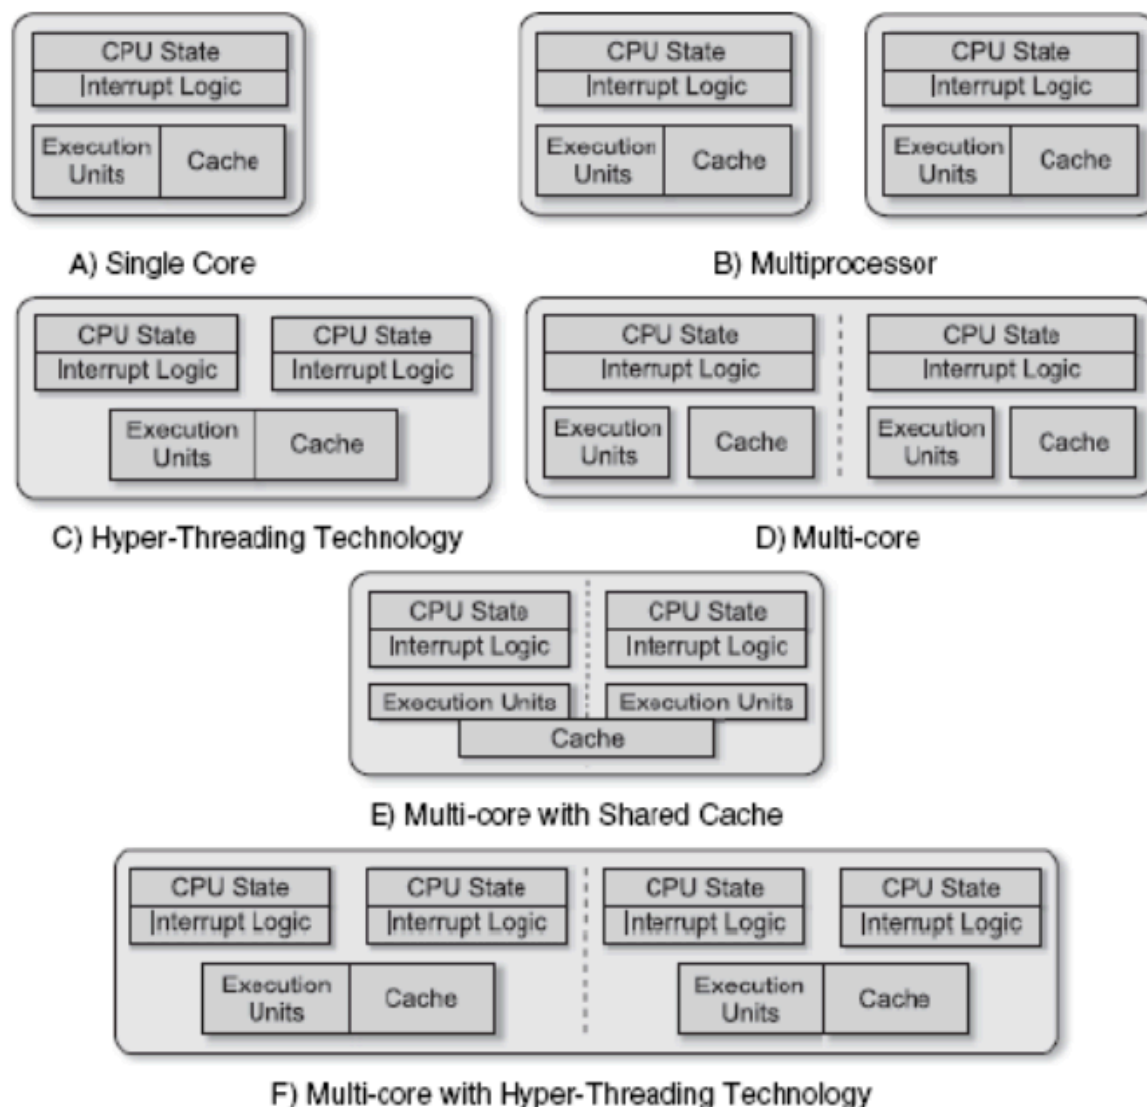 CPU State
Interrupt Logic
Execution
Units
Cache
A) Single Core
CPU State
Interrupt Logic
Execution
Units
Cache
CPU State
Interrupt Logic
Execution
Units
Cache
B) Multiprocessor
CPU State
Interrupt Logic
CPU State
Interrupt Logic
Execution
Units
Cache
C) Hyper-Threading Technology
CPU State
Interrupt Logic
Execution
Units
Cache
CPU State
Interrupt Logic
Execution
Units
Cache
D) Multi-core
CPU State
Interrupt Logic
Execution Units
CPU State
Interrupt Logic
Execution Units
Cache
E) Multi-core with Shared Cache
CPU State
Interrupt Logic
CPU State
Interrupt Logic
Execution
Units
Cache
CPU State
Interrupt Logic
CPU State
Interrupt Logic
Execution
Units
Cache
F) Multi-core with Hyper-Threading Technology